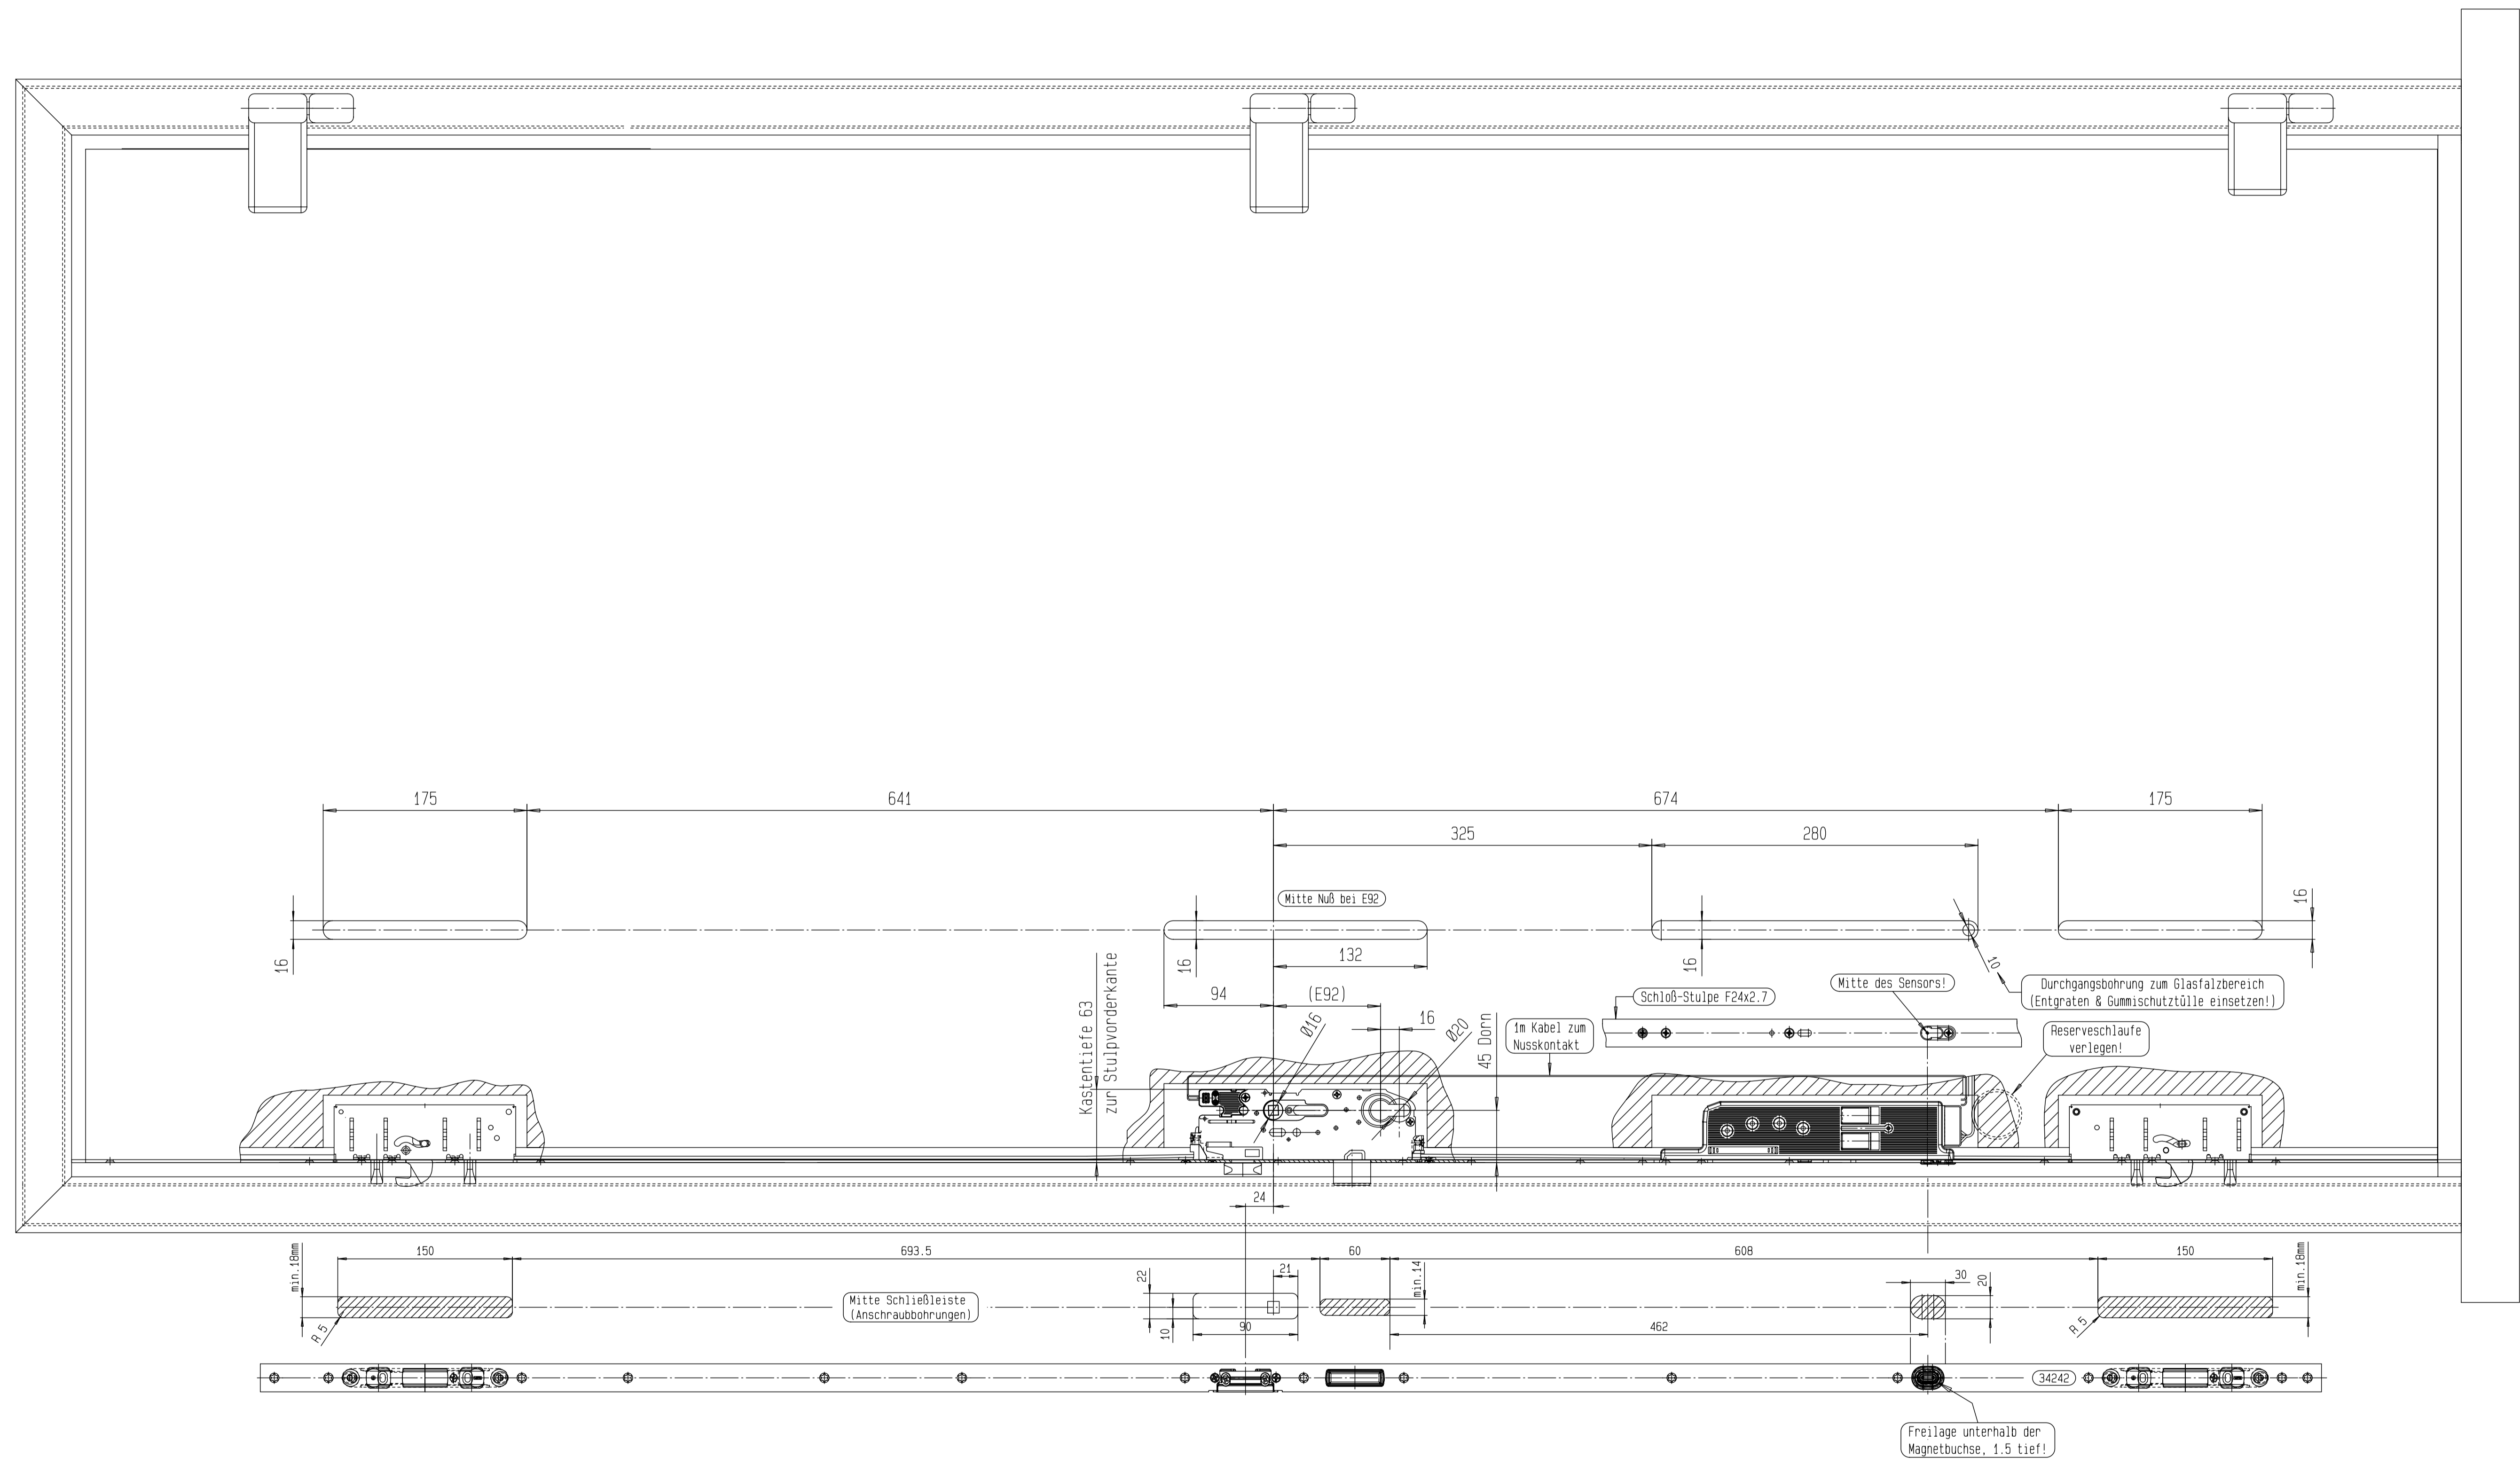 175
641
674
175
325
280
Mitte Nuß bei E92
16
16
16
16
132
94
(E92)
10
Mitte des Sensors!
Durchgangsbohrung zum Glasfalzbereich
(Entgraten & Gummischutztülle einsetzen!)
Schloß-Stulpe F24x2.7
Kastentiefe 63
zur Stulpvorderkante
Ø16
16
Ø20
45 Dorn
1m Kabel zum
Nusskontakt
Reserveschlaufe
verlegen!
24
min.18mm
150
693.5
60
608
150
min.18mm
22
21
min.14
30
20
R 5
Mitte Schließleiste
(Anschraubbohrungen)
10
90
462
R 5
34242
Freilage unterhalb der
Magnetbuchse, 1.5 tief!